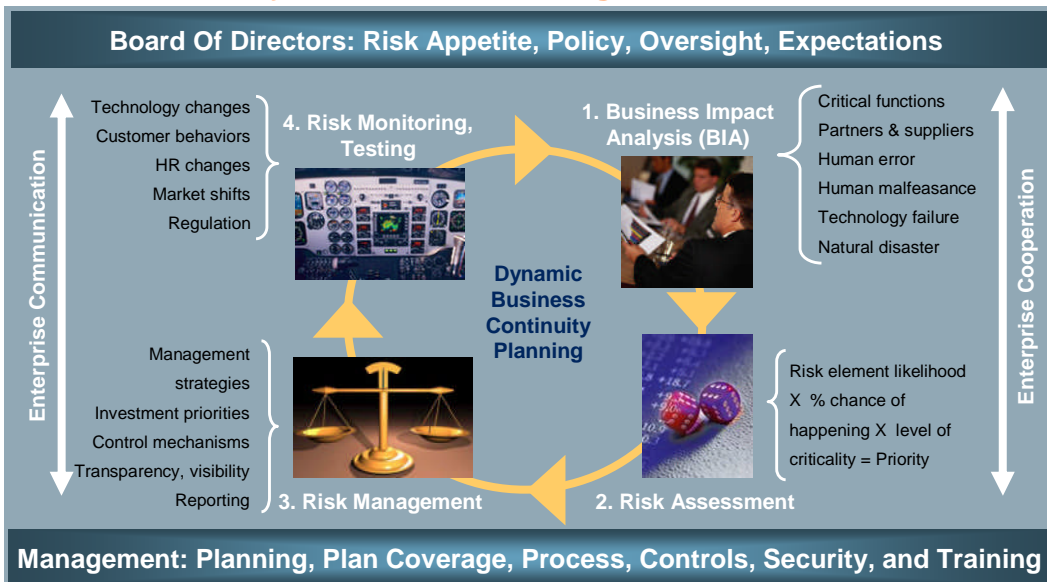 Board Of Directors: Risk Appetite, Policy, Oversight, Expectations
Enterprise Communication
Technology changes
Customer behaviors
HR changes
Market shifts
Regulation
4. Risk Monitoring,
Testing
1. Business Impact
Analysis (BIA)
Critical functions
Partners & suppliers
Human error
Human malfeasance
Technology failure
Natural disaster
Enterprise Cooperation
Dynamic
Business
Continuity
Planning
Management
strategies
Investment priorities
Control mechanisms
Transparency, visibility
Reporting
3. Risk Management
2. Risk Assessment
Risk element likelihood
X % chance of
happening X level of
criticality = Priority
Management: Planning, Plan Coverage, Process, Controls, Security, and Training